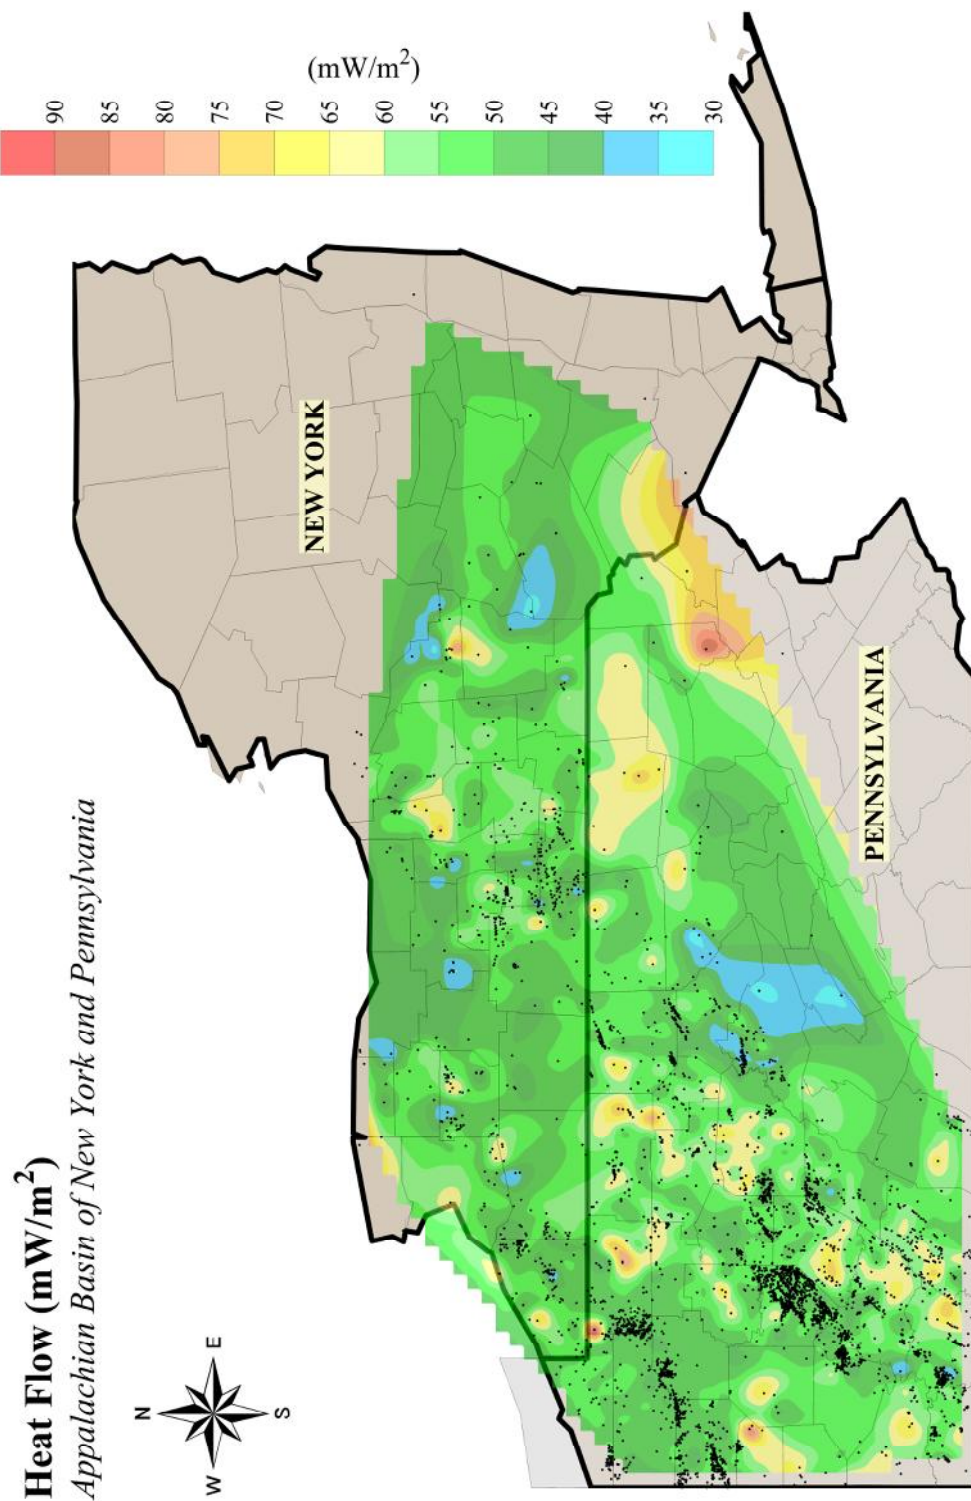 Heat Flow (mW/m²)
Appalachian Basin of New York and Pennsylvania
N
W
E
S
NEW YORK
PENNSYLVANIA
(mW/m²)
90
85
80
75
70
65
60
55
50
45
40
35
30